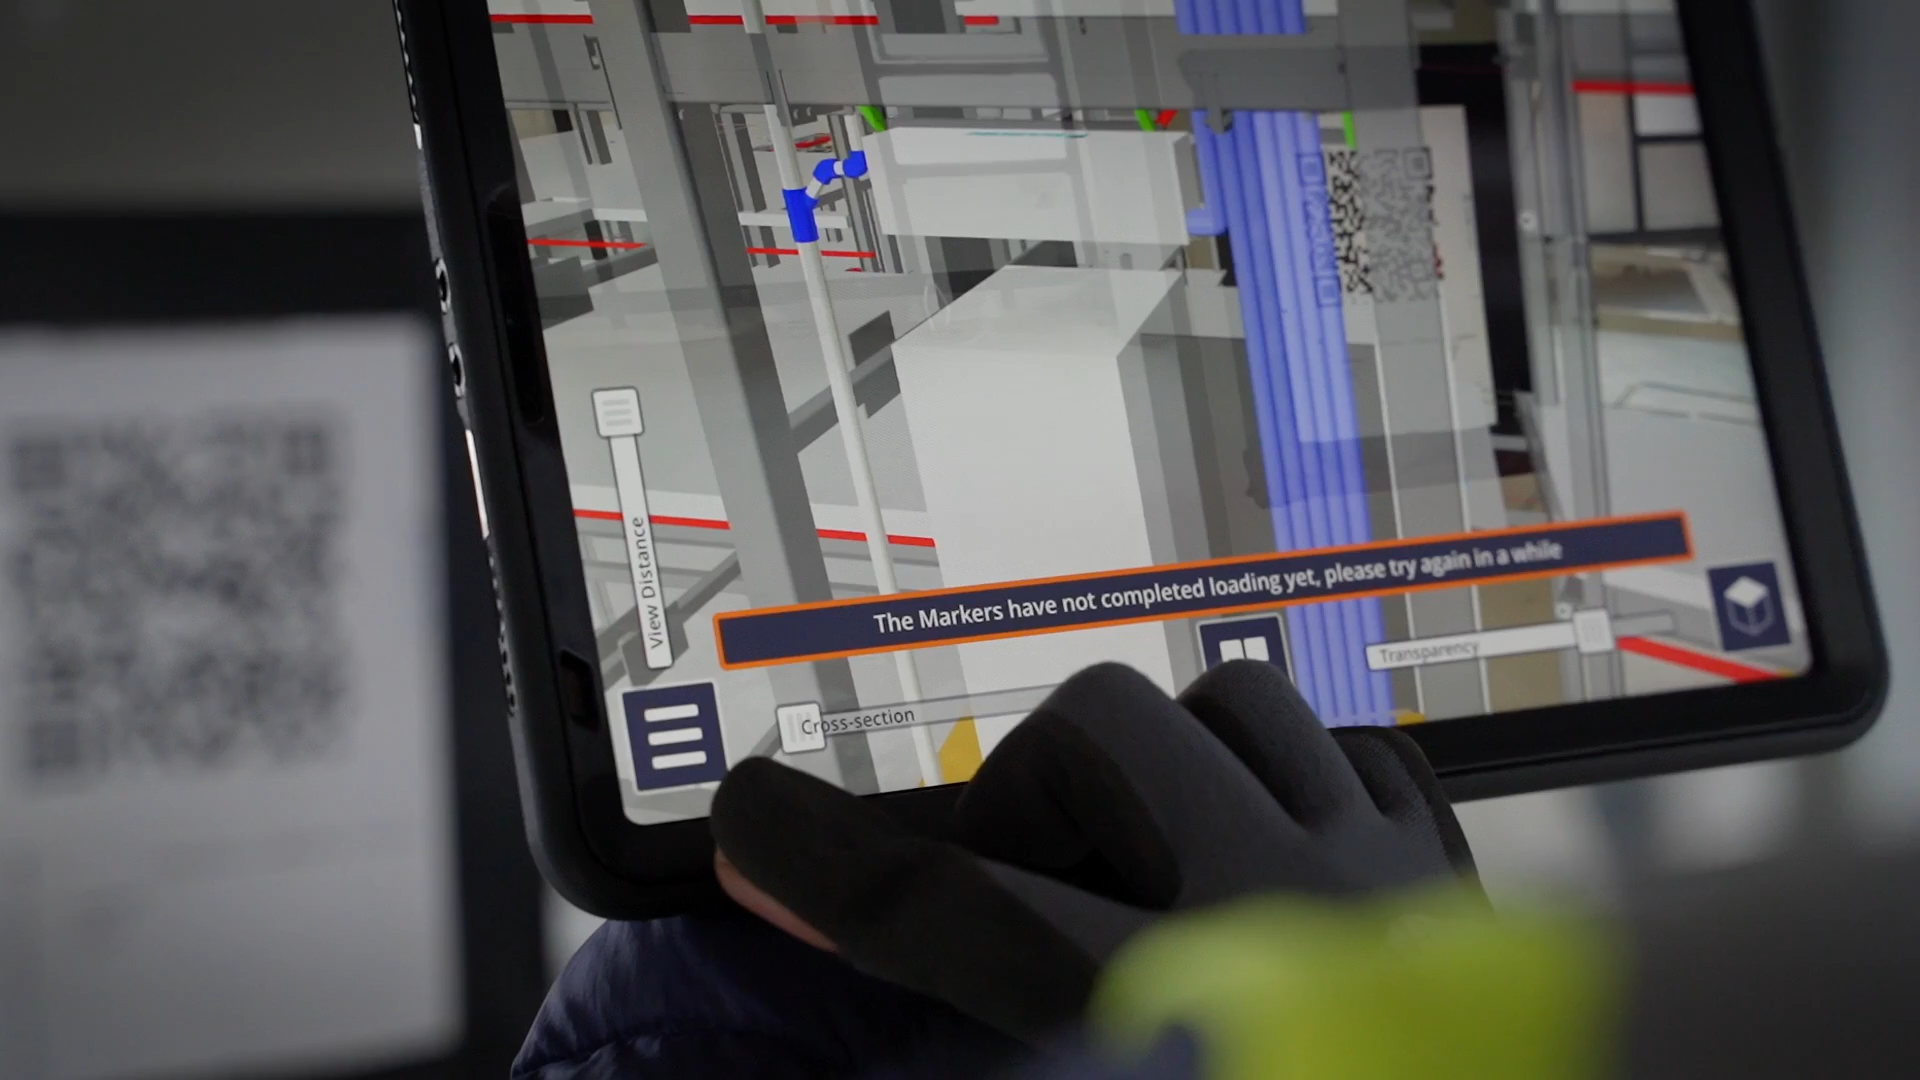 View Distance
The Markers have not completed loading yet, please try again in a while
Transparency
Cross-section